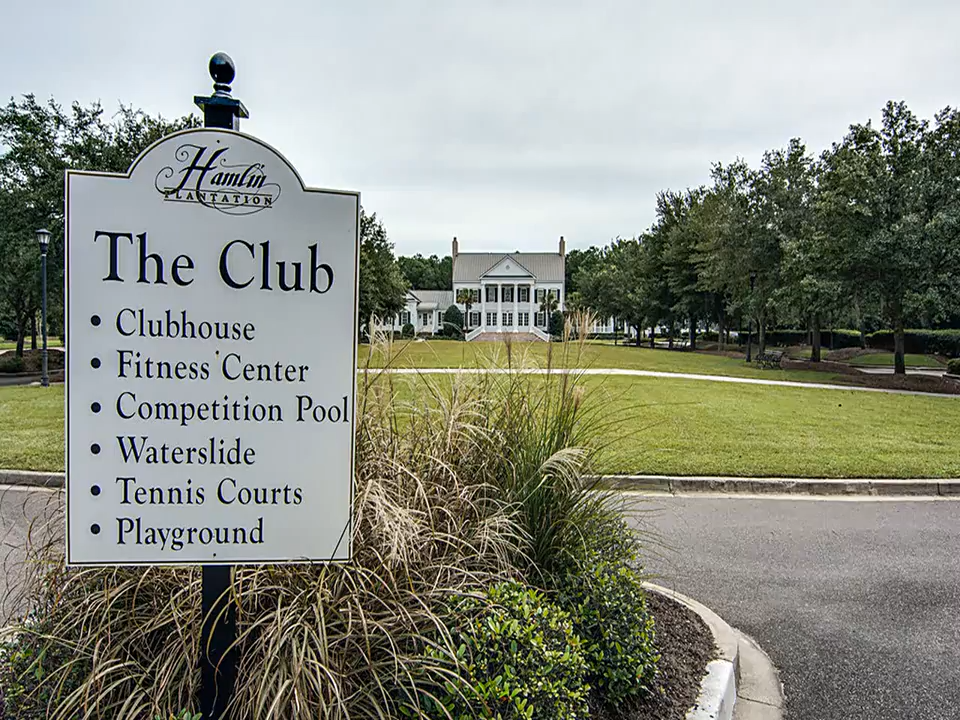 Hamlin
PLANTATION
The Club
• Clubhouse
• Fitness Center
• Competition Pool
• Waterslide
• Tennis Courts
• Playground